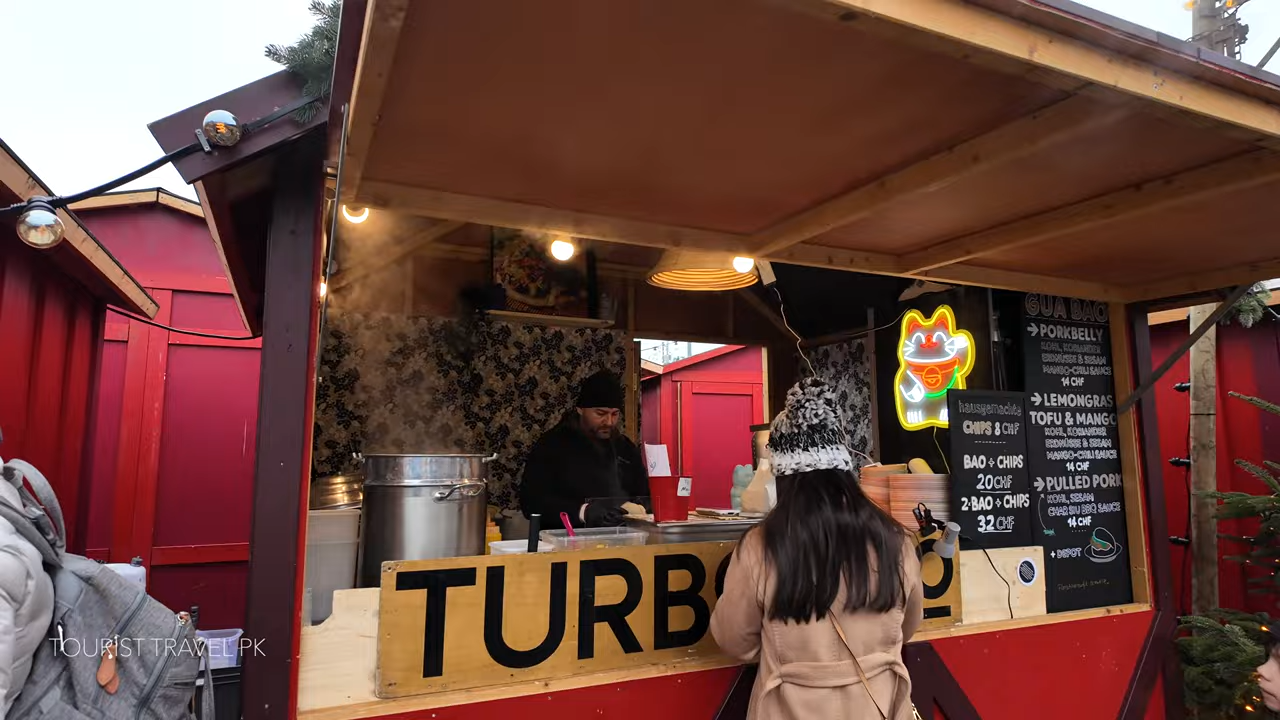 GUA BAO
→PORKBELLY
KOHL, KORIANDER
ERDNÜSSE & SESAM
MANGO-CHILI SAUCE
14 CHF
→LEMONGRAS
TOFU & MANGO
KOHL, KORIANDER
ERDNÜSSE & SESAM
MANGO-CHILI SAUCE
14 CHF
→PULLED PORK
KOHL, SESAM
CHAR SIU BBQ SAUCE
14 CHF
+ DEPOT
hausgemachte
CHIPS 8 CHF
BAO + CHIPS
20 CHF
2·BAO + CHIPS
32 CHF
TURB
O
TOURIST TRAVEL PK